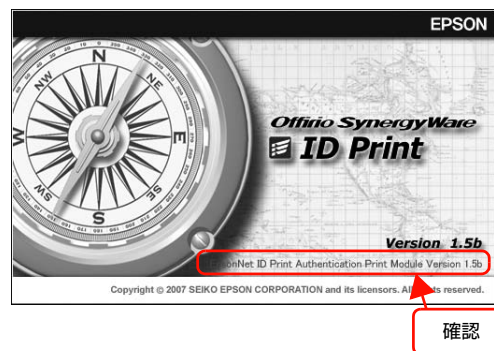 EPSON
Offirio SynergyWare
ID Print
Version 1.5b
Net ID Print Authentication Print Module Version 1.5b
Copyright © 2007 SEIKO EPSON CORPORATION and its licensors. reserved.
N
NE
E
SE
S
SW
W
NW
確認